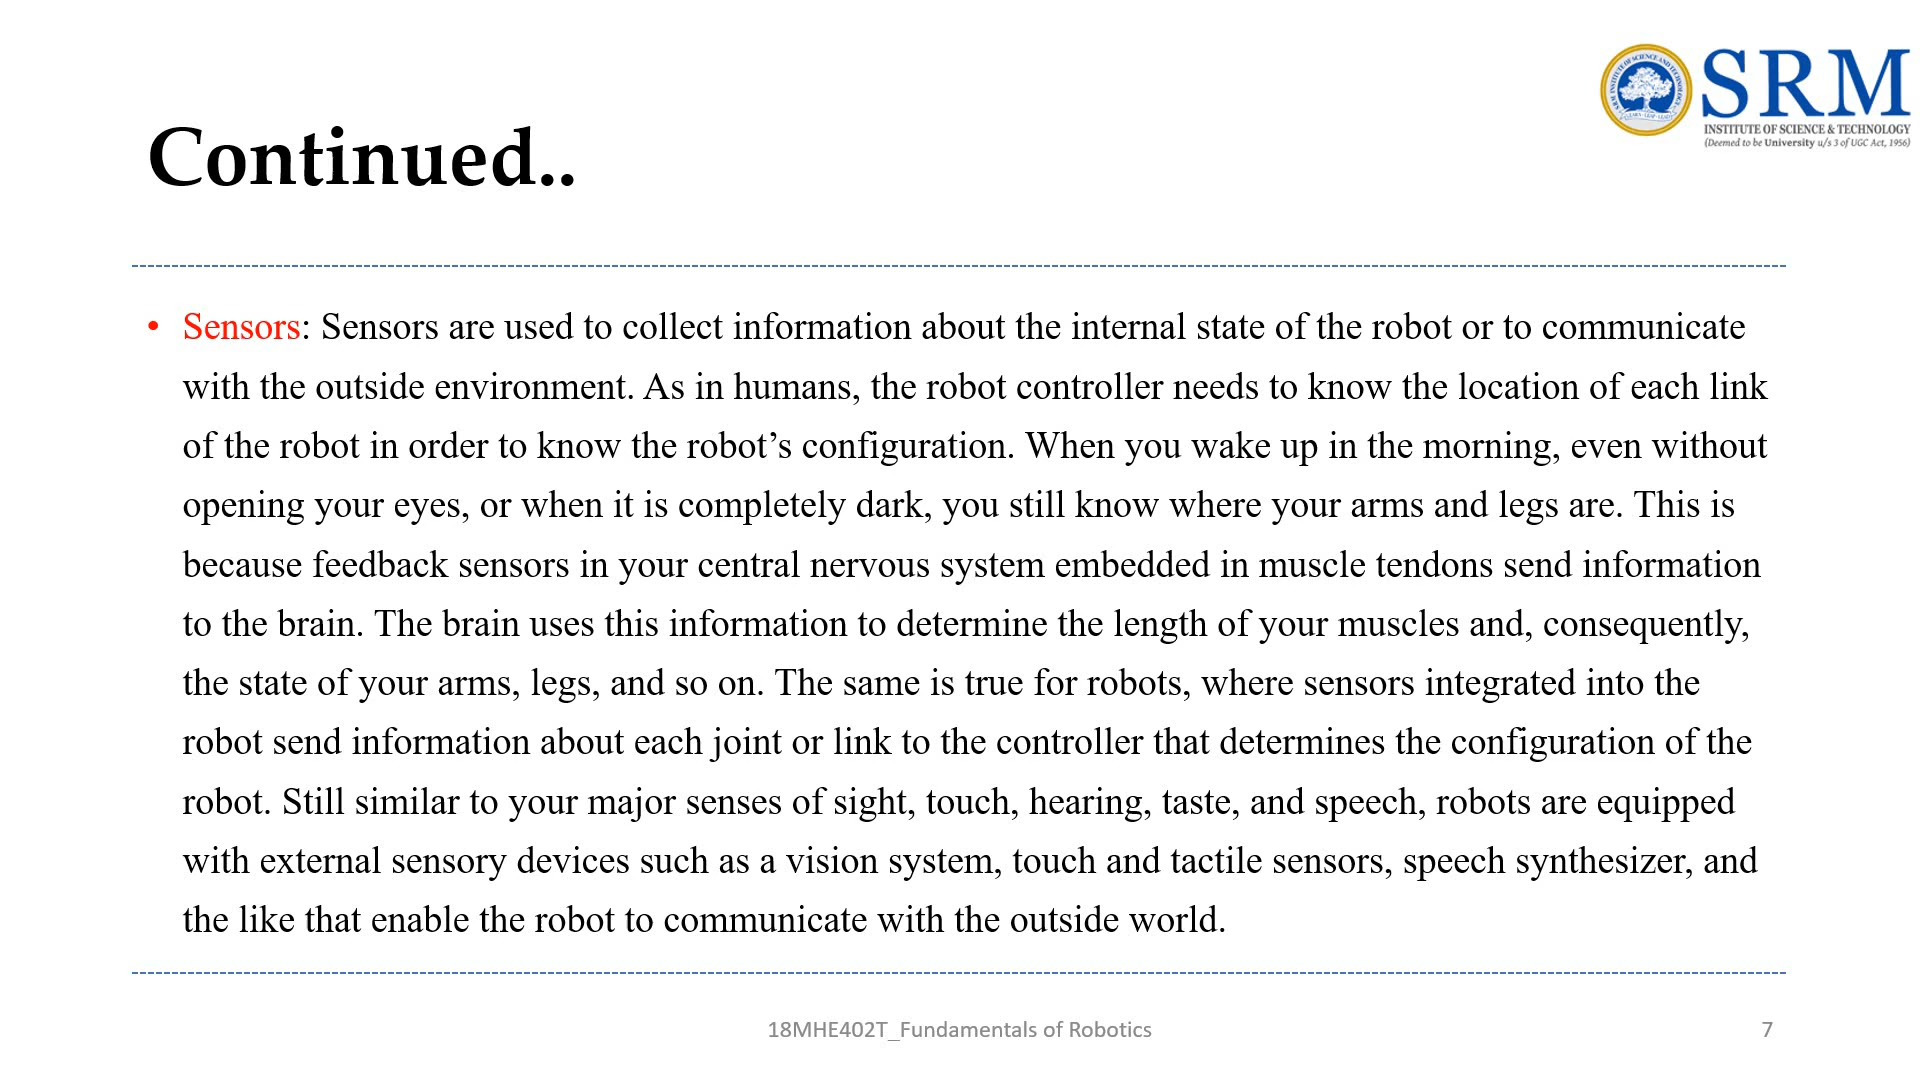 SRM
INSTITUTE OF SCIENCE & TECHNOLOGY
(Deemed to be University u/s 3 of UGC Act, 1956)
Continued..
• Sensors: Sensors are used to collect information about the internal state of the robot or to communicate
with the outside environment. As in humans, the robot controller needs to know the location of each link
of the robot in order to know the robot’s configuration. When you wake up in the morning, even without
opening your eyes, or when it is completely dark, you still know where your arms and legs are. This is
because feedback sensors in your central nervous system embedded in muscle tendons send information
to the brain. The brain uses this information to determine the length of your muscles and, consequently,
the state of your arms, legs, and so on. The same is true for robots, where sensors integrated into the
robot send information about each joint or link to the controller that determines the configuration of the
robot. Still similar to your major senses of sight, touch, hearing, taste, and speech, robots are equipped
with external sensory devices such as a vision system, touch and tactile sensors, speech synthesizer, and
the like that enable the robot to communicate with the outside world.
18MHE402T_Fundamentals of Robotics
7